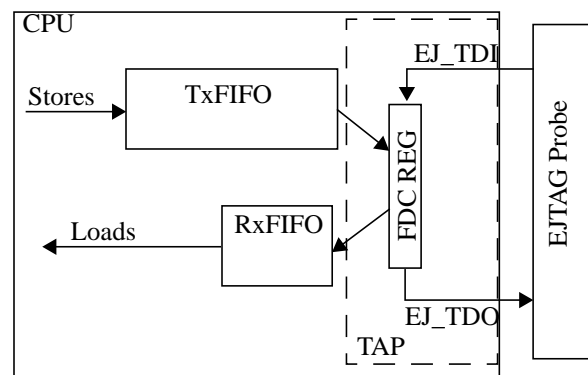 CPU
EJ_TDI
Stores
TxFIFO
FDC REG
EJTAG Probe
Loads
RxFIFO
EJ_TDO
TAP